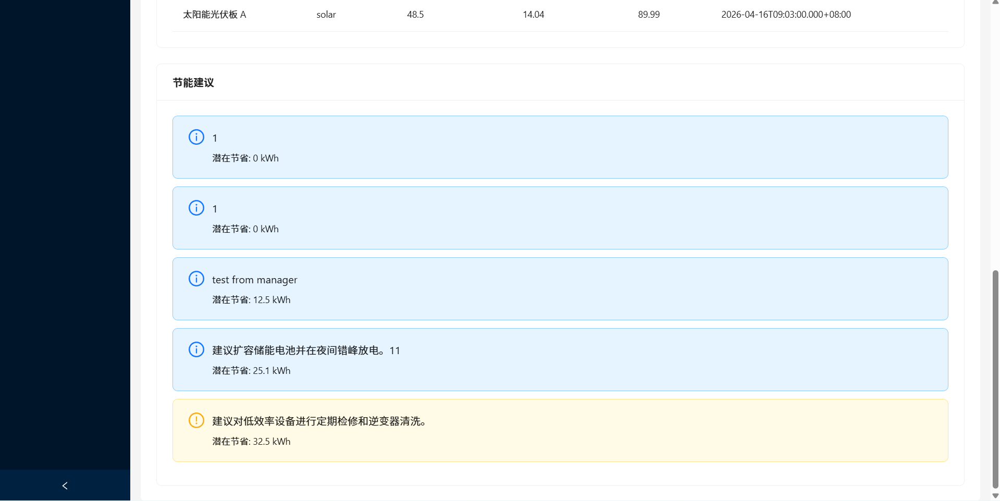 太阳能光伏板 A solar 48.5 14.04 89.99 2026-04-16T09:03:00.000+08:00
节能建议
1
潜在节省: 0 kWh
1
潜在节省: 0 kWh
test from manager
潜在节省: 12.5 kWh
建议扩容储能电池并在夜间错峰放电。11
潜在节省: 25.1 kWh
建议对低效率设备进行定期检修和逆变器清洗。
潜在节省: 32.5 kWh